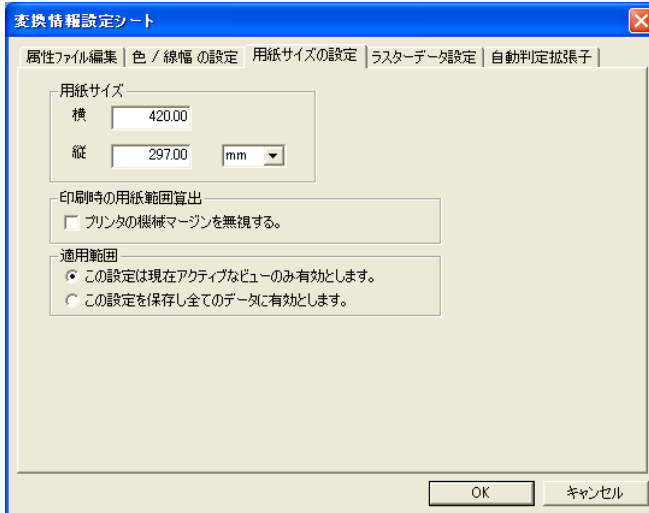 変換情報設定シート
属性ファイル編集 色 / 線幅 の設定 用紙サイズの設定 ラスターデータ設定 自動判定拡張子
用紙サイズ
横 420.00
縦 297.00 mm
印刷時の用紙範囲算出
プリンタの機械マージンを無視する。
適用範囲
この設定は現在アクティブなビューのみ有効とします。
この設定を保存し全てのデータに有効とします。
OK キャンセル